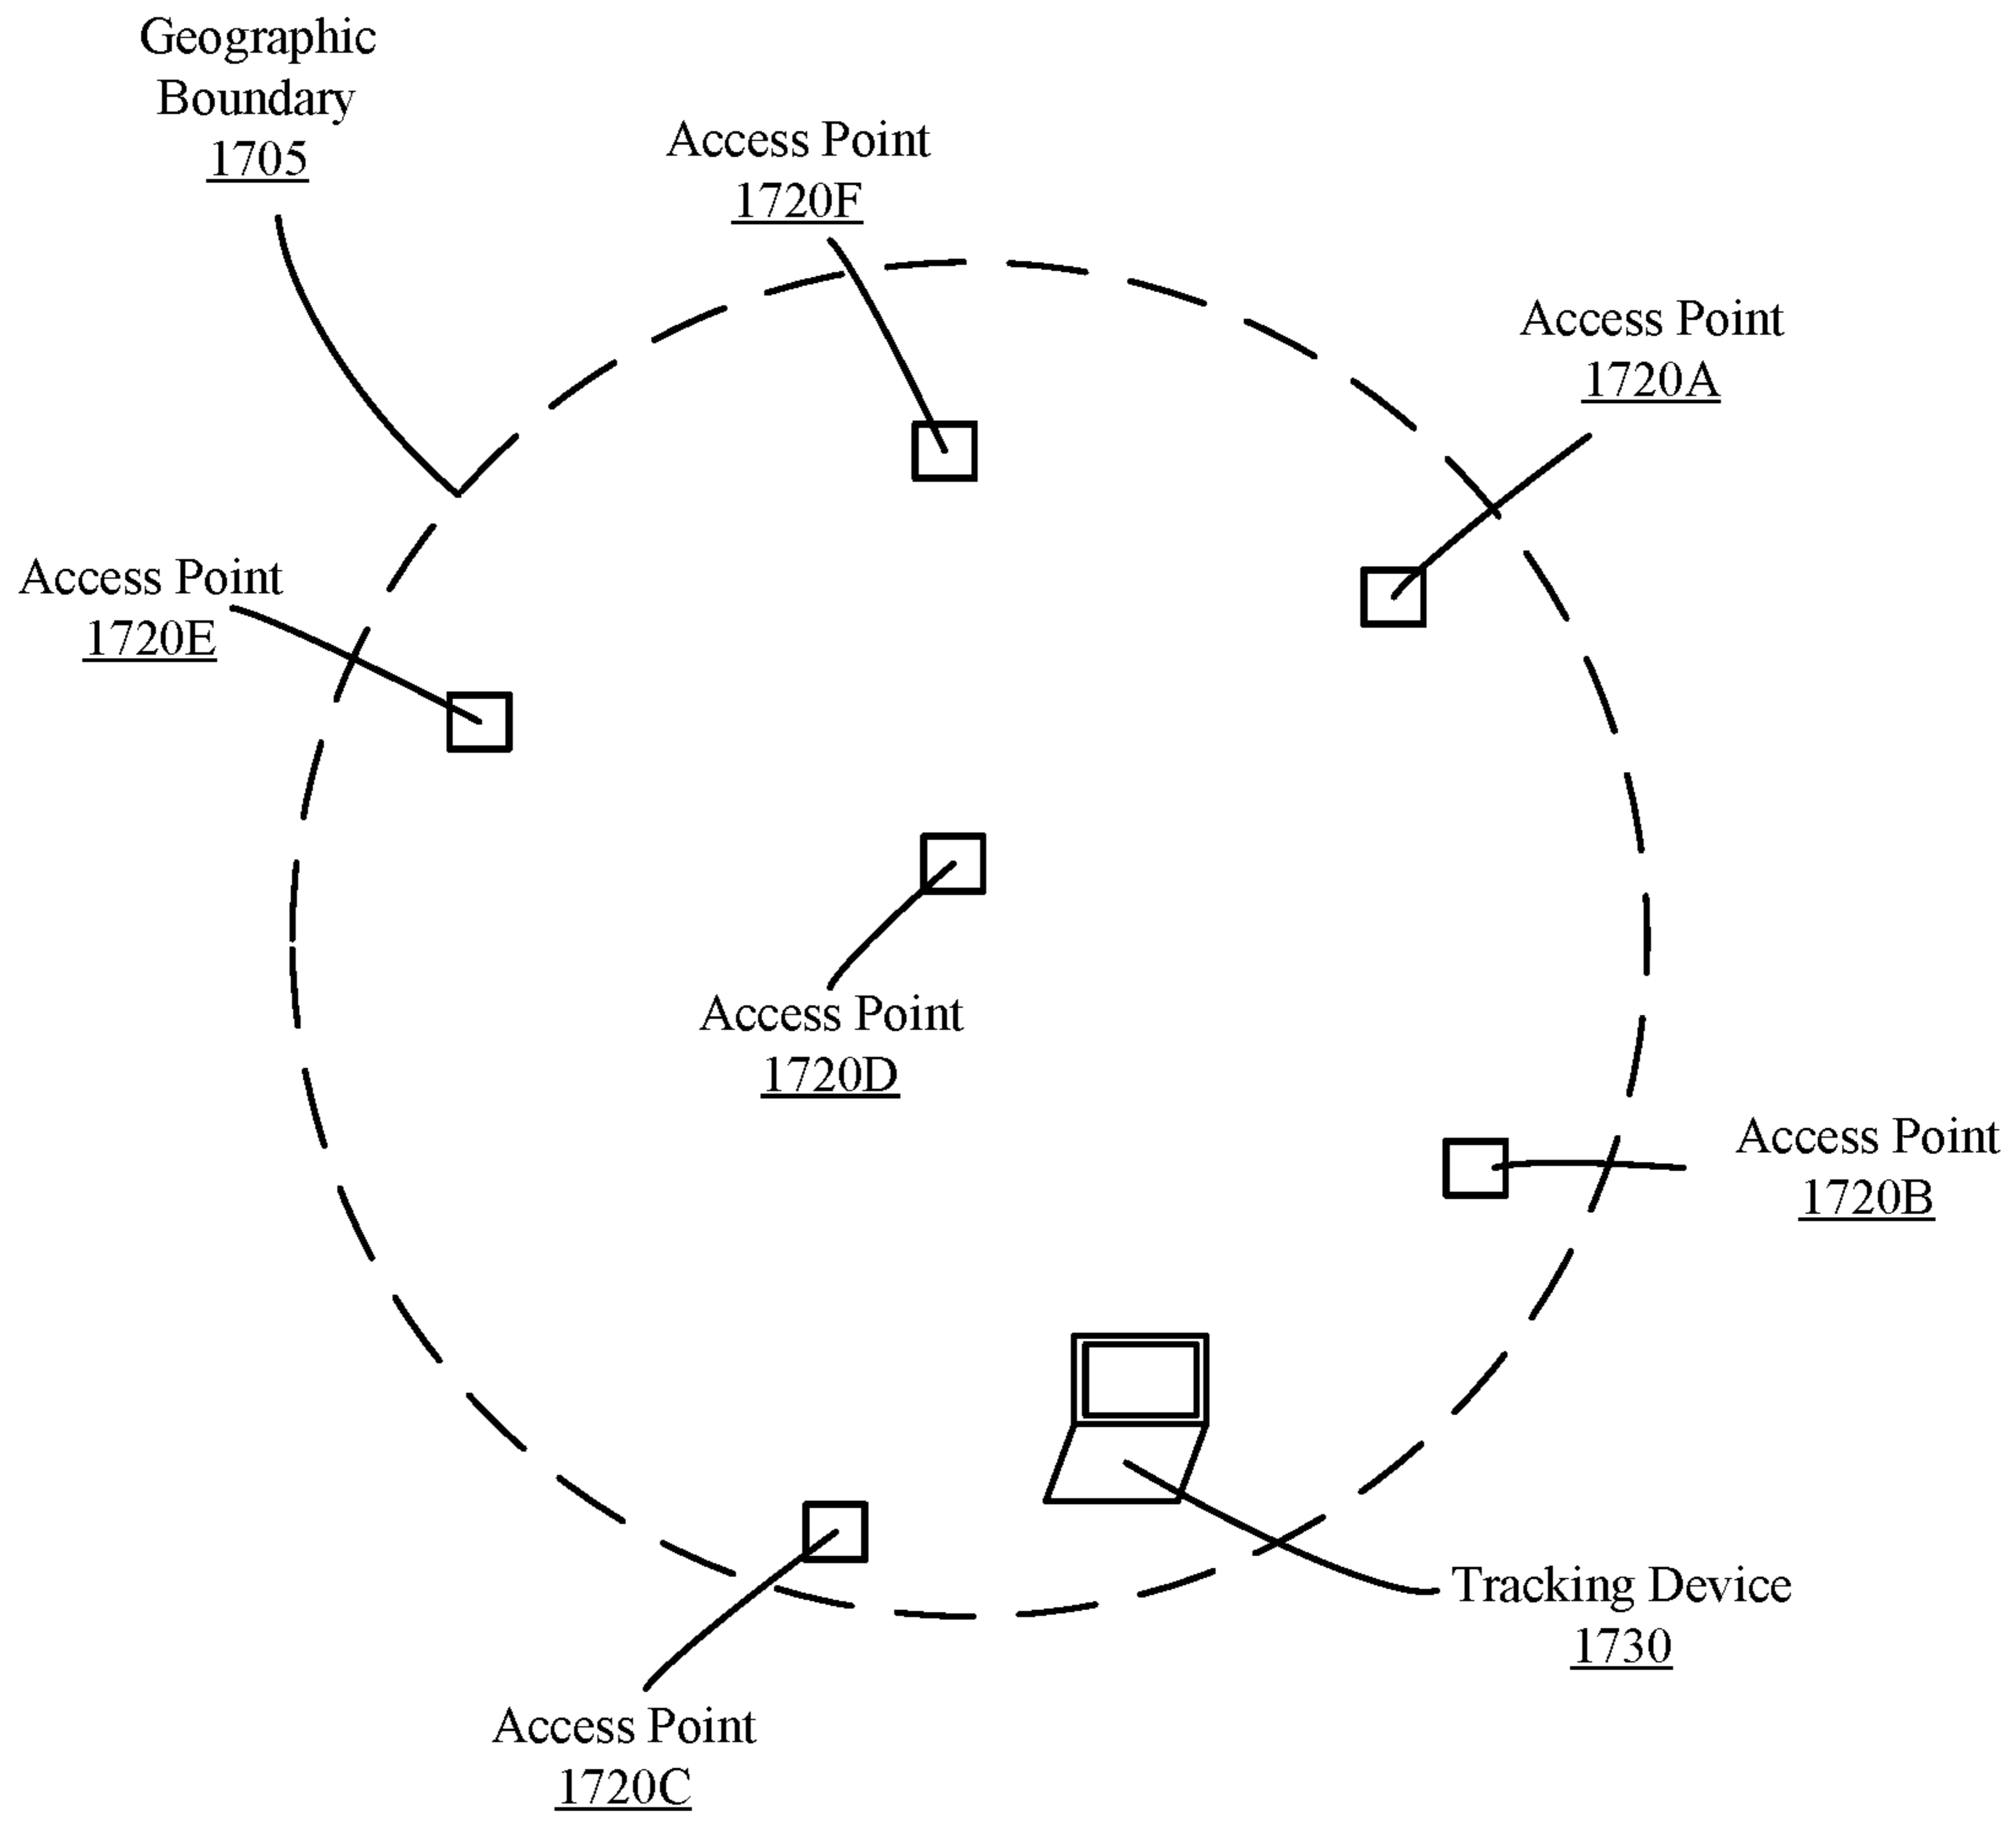 Geographic
Boundary
1705
Access Point
1720F
Access Point
1720A
Access Point
1720E
Access Point
1720D
Access Point
1720B
Tracking Device
1730
Access Point
1720C